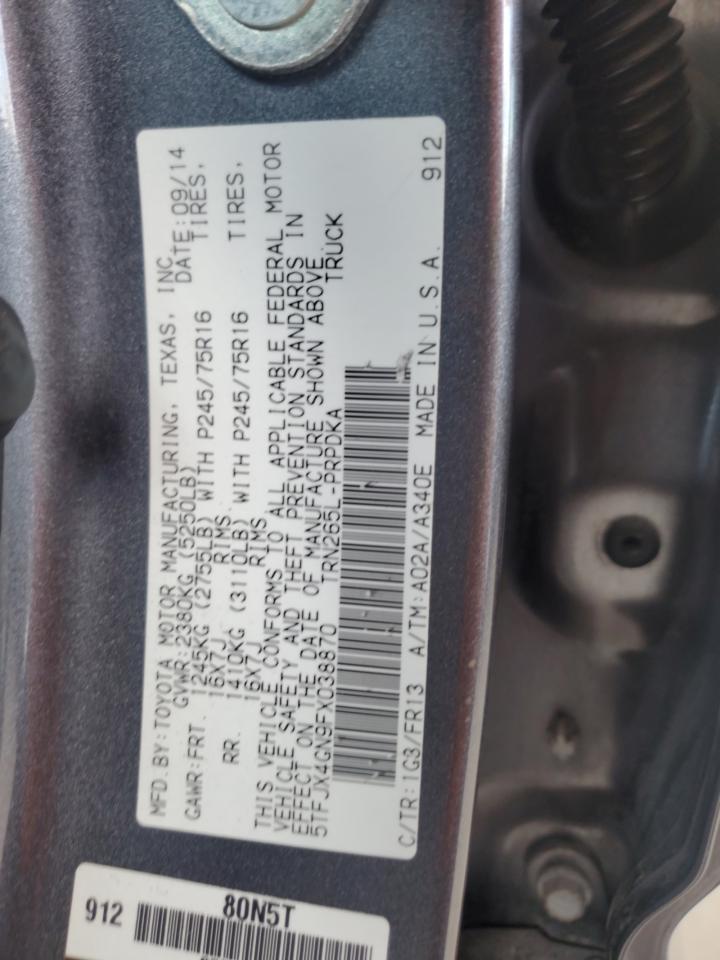 MFD.BY:TOYOTA MOTOR MANUFACTURING, TEXAS, INC.
GVWR:2380KG (5250LB) DATE:09/14
GAWR:FRT. 1245KG (2755LB) WITH P245/75R16 TIRES,
16X7J RIMS
RR. 1410KG (3110LB) WITH P245/75R16 TIRES,
16X7J RIMS
THIS VEHICLE CONFORMS TO ALL APPLICABLE FEDERAL MOTOR
VEHICLE SAFETY AND THEFT PREVENTION STANDARDS IN
EFFECT ON THE DATE OF MANUFACTURE SHOWN ABOVE.
5TFJX4GN9FX038870 TRN265L-PRPDKA TRUCK
C/TR:1G3/FR13 A/TM:A02A/A340E MADE IN U.S.A. 912
80N5T
912